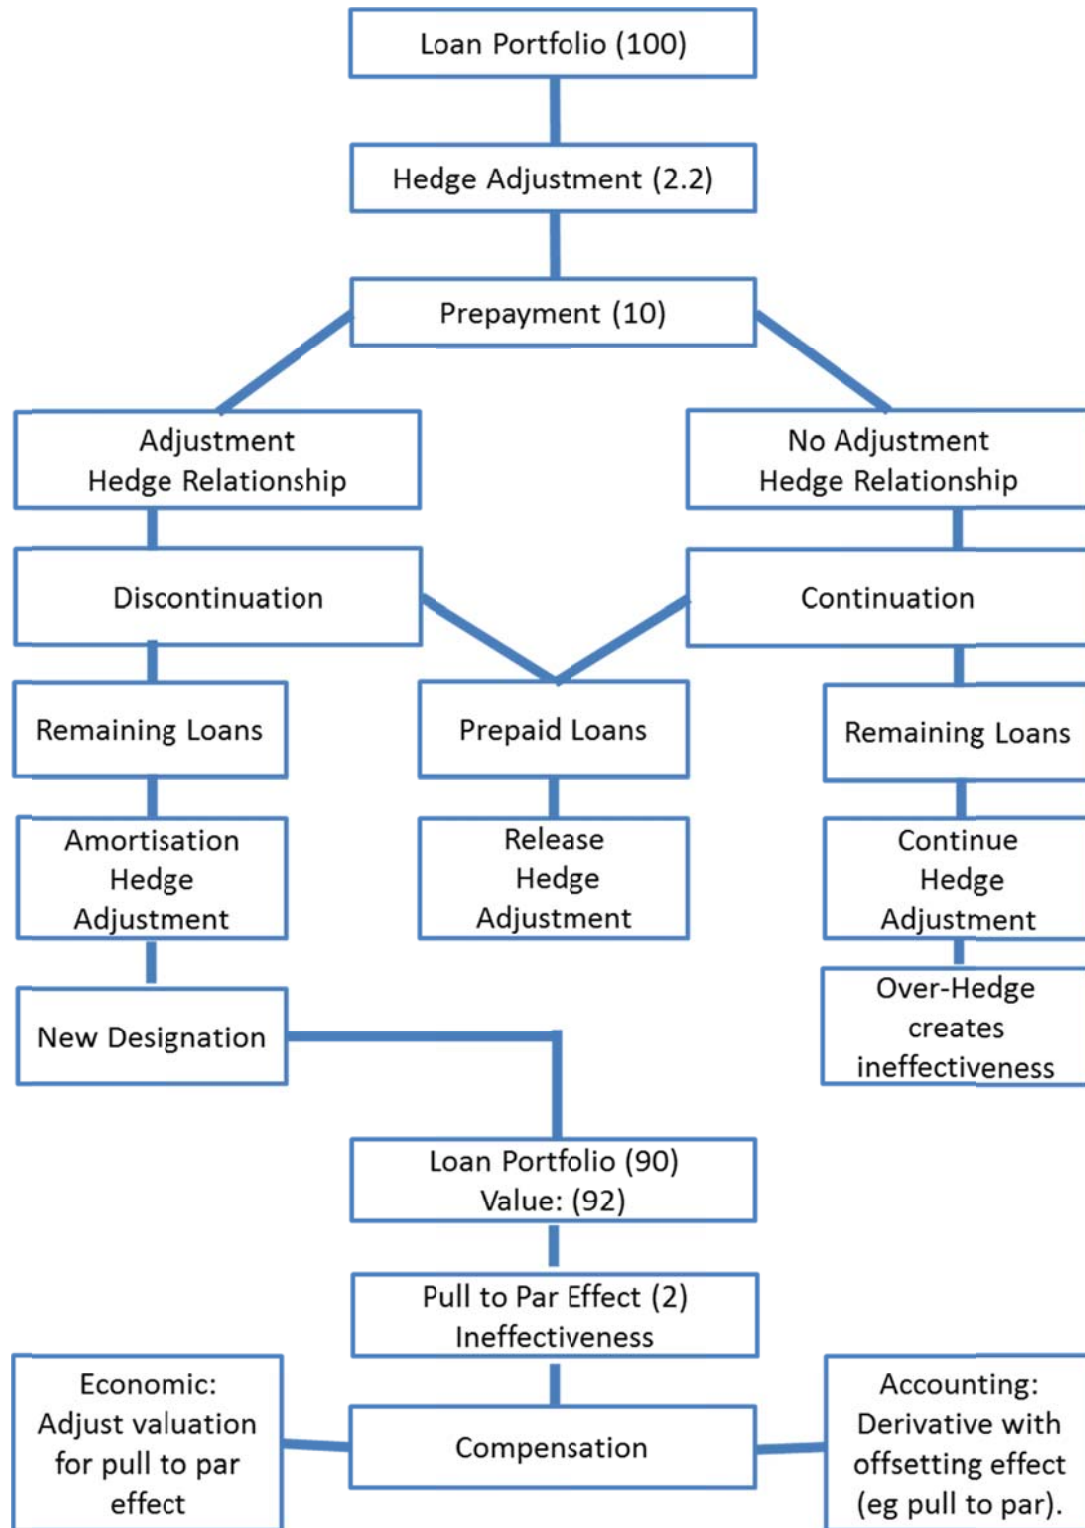 Loan Portfolio (100)
Hedge Adjustment (2.2)
Prepayment (10)
Adjustment
Hedge Relationship
No Adjustment
Hedge Relationship
Discontinuation
Continuation
Remaining Loans
Prepaid Loans
Remaining Loans
Amortisation
Hedge
Adjustment
Release
Hedge
Adjustment
Continue
Hedge
Adjustment
New Designation
Over-Hedge
creates
ineffectiveness
Loan Portfolio (90)
Value: (92)
Pull to Par Effect (2)
Ineffectiveness
Economic:
Adjust valuation
for pull to par
effect
Compensation
Accounting:
Derivative with
offsetting effect
(eg pull to par).